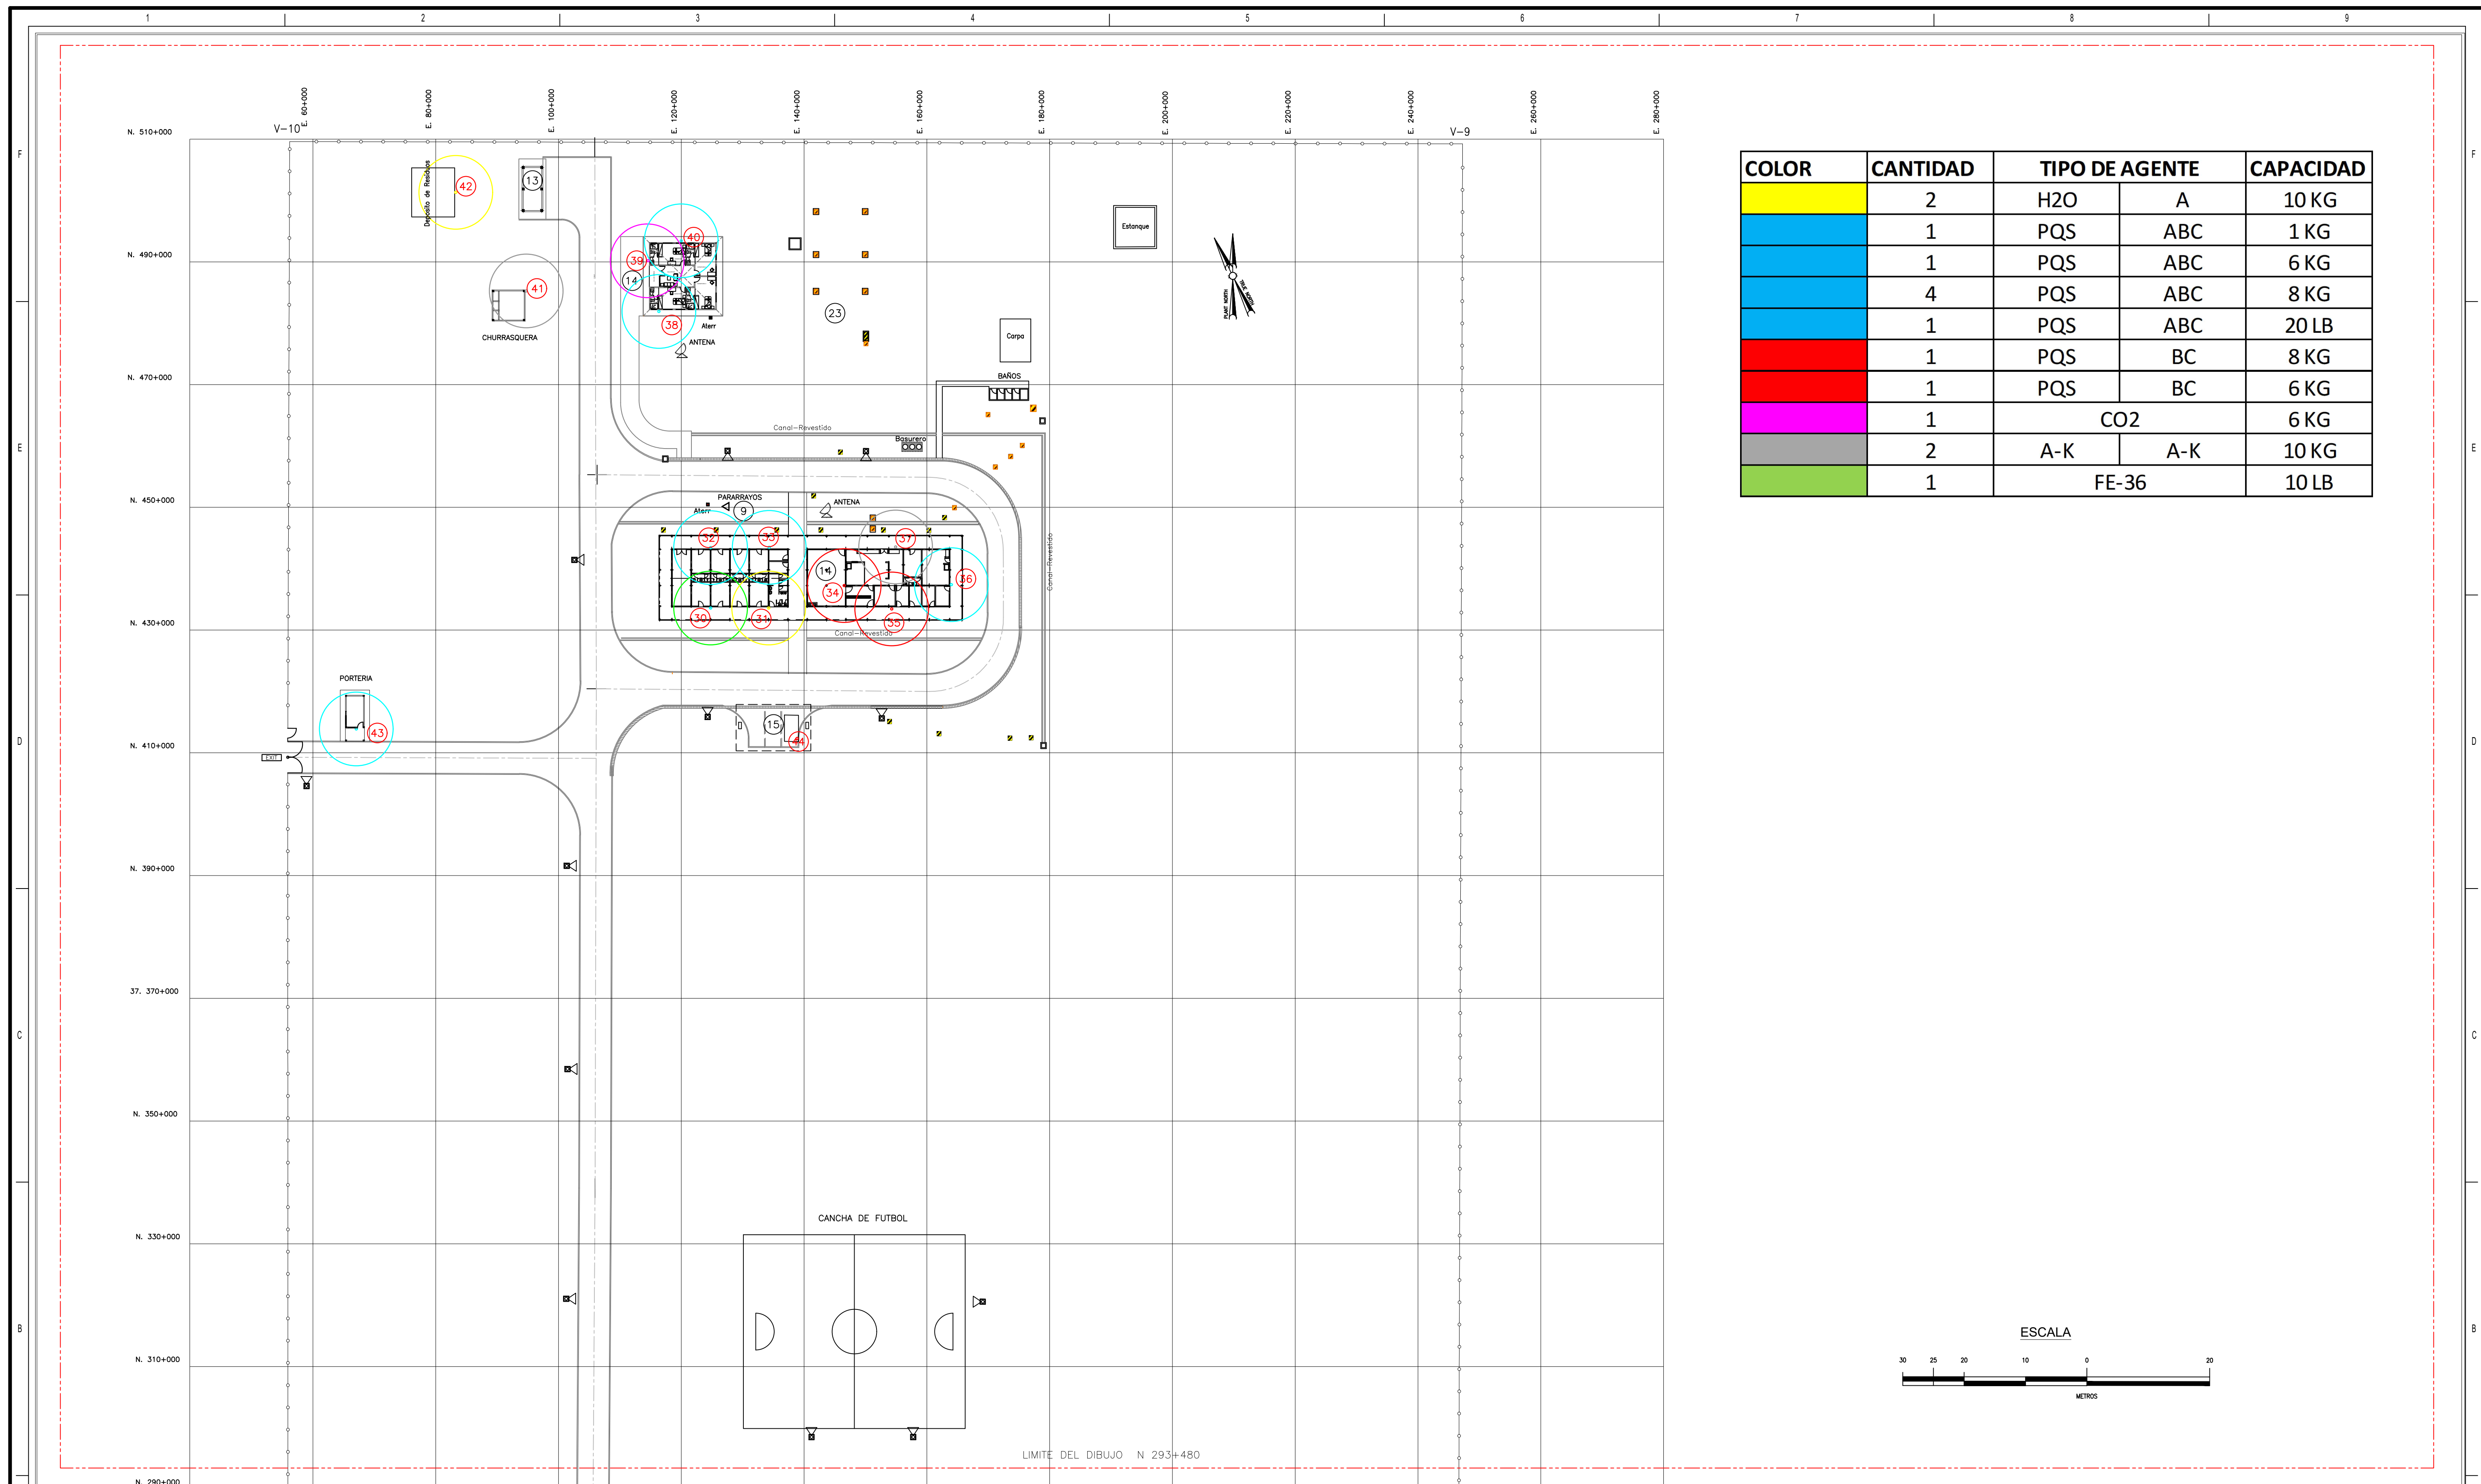 1 2 3 4 5 6 7 8 9
E. 60+000 E. 80+000 E. 100+000 E. 120+000 E. 140+000 E. 160+000 E. 180+000 E. 200+000 E. 220+000 E. 240+000 E. 260+000 E. 280+000
V-10 V-9
N. 510+000
F F
COLOR CANTIDAD TIPO DE AGENTE CAPACIDAD
2 H2O A 10 KG
1 PQS ABC 1 KG
1 PQS ABC 6 KG
4 PQS ABC 8 KG
1 PQS ABC 20 LB
1 PQS BC 8 KG
1 PQS BC 6 KG
1 CO2 6 KG
2 A-K A-K 10 KG
1 FE-36 10 LB
Deposito de Residuos
42
13
Estanque
40
N. 490+000
39
14
41
PLANT NORTH
TRUE NORTH
23
38
Aterr
CHURRASQUERA
ANTENA
Carpa
N. 470+000
BAÑOS
Canal-Revestido
Basurero
E E
N. 450+000
PARARRAYOS
ANTENA
Aterr
9
32
33
37
Canal-Revestido
14
36
34
30
31
35
N. 430+000
Canal-Revestido
PORTERIA
15
43
44
D D
N. 410+000
EXIT
N. 390+000
37. 370+000
C C
N. 350+000
CANCHA DE FUTBOL
N. 330+000
B B
ESCALA
30 25 20 10 0 20
METROS
N. 310+000
LIMITE DEL DIBUJO N 293+480
N. 290+000